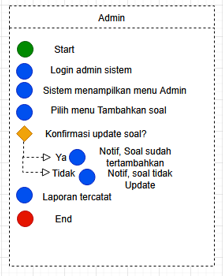 Admin
Start
Login admin sistem
Sistem menampilkan menu Admin
Pilih menu Tambahkan soal
Konfirmasi update soal?
Ya
Notif, Soal sudah
tertambahkan
Tidak
Notif, soal tidak
Update
Laporan tercatat
End